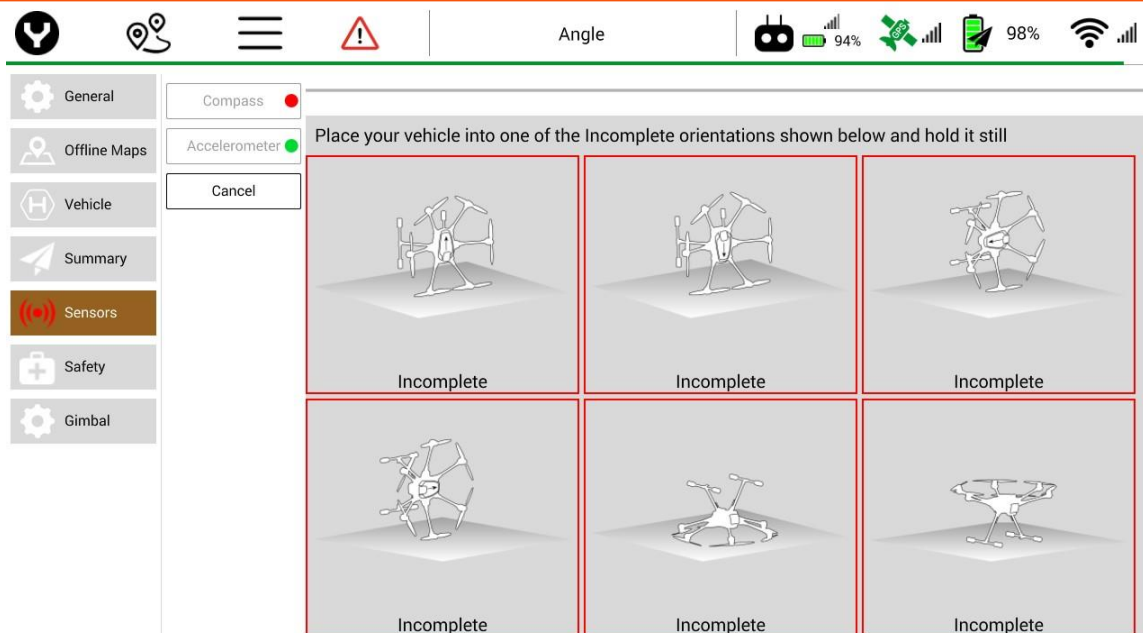 Angle
94%
GPS
98%
General
Offline Maps
Vehicle
Summary
Sensors
Safety
Gimbal
Compass
Accelerometer
Cancel
Place your vehicle into one of the Incomplete orientations shown below and hold it still
Incomplete
Incomplete
Incomplete
Incomplete
Incomplete
Incomplete